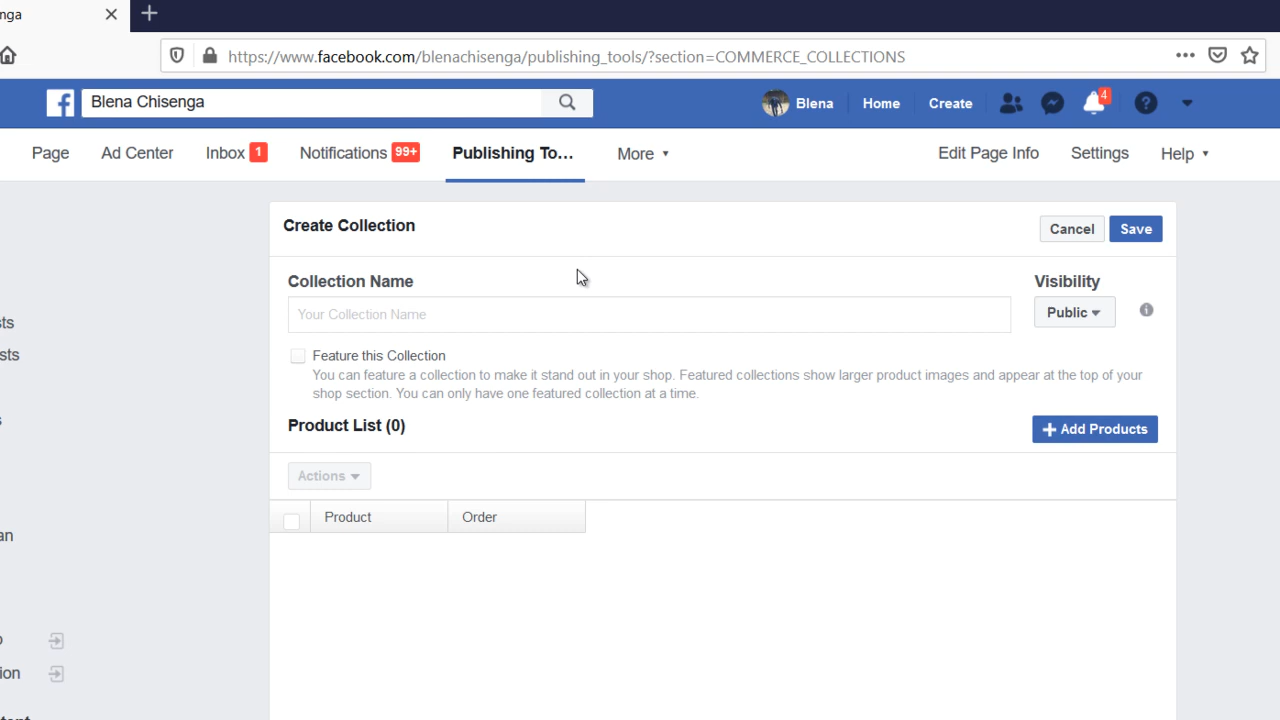 nga
https://www.facebook.com/blenachisenga/publishing_tools/?section=COMMERCE_COLLECTIONS
Blena Chisenga
Blena Home Create 4
Page Ad Center Inbox 1 Notifications 99+ Publishing To... More Edit Page Info Settings Help
Create Collection
Cancel Save
Collection Name Visibility
Your Collection Name Public
sts
sts
Feature this Collection
You can feature a collection to make it stand out in your shop. Featured collections show larger product images and appear at the top of your
shop section. You can only have one featured collection at a time.
s
Product List (0) + Add Products
Actions
Product Order
an
o
ion